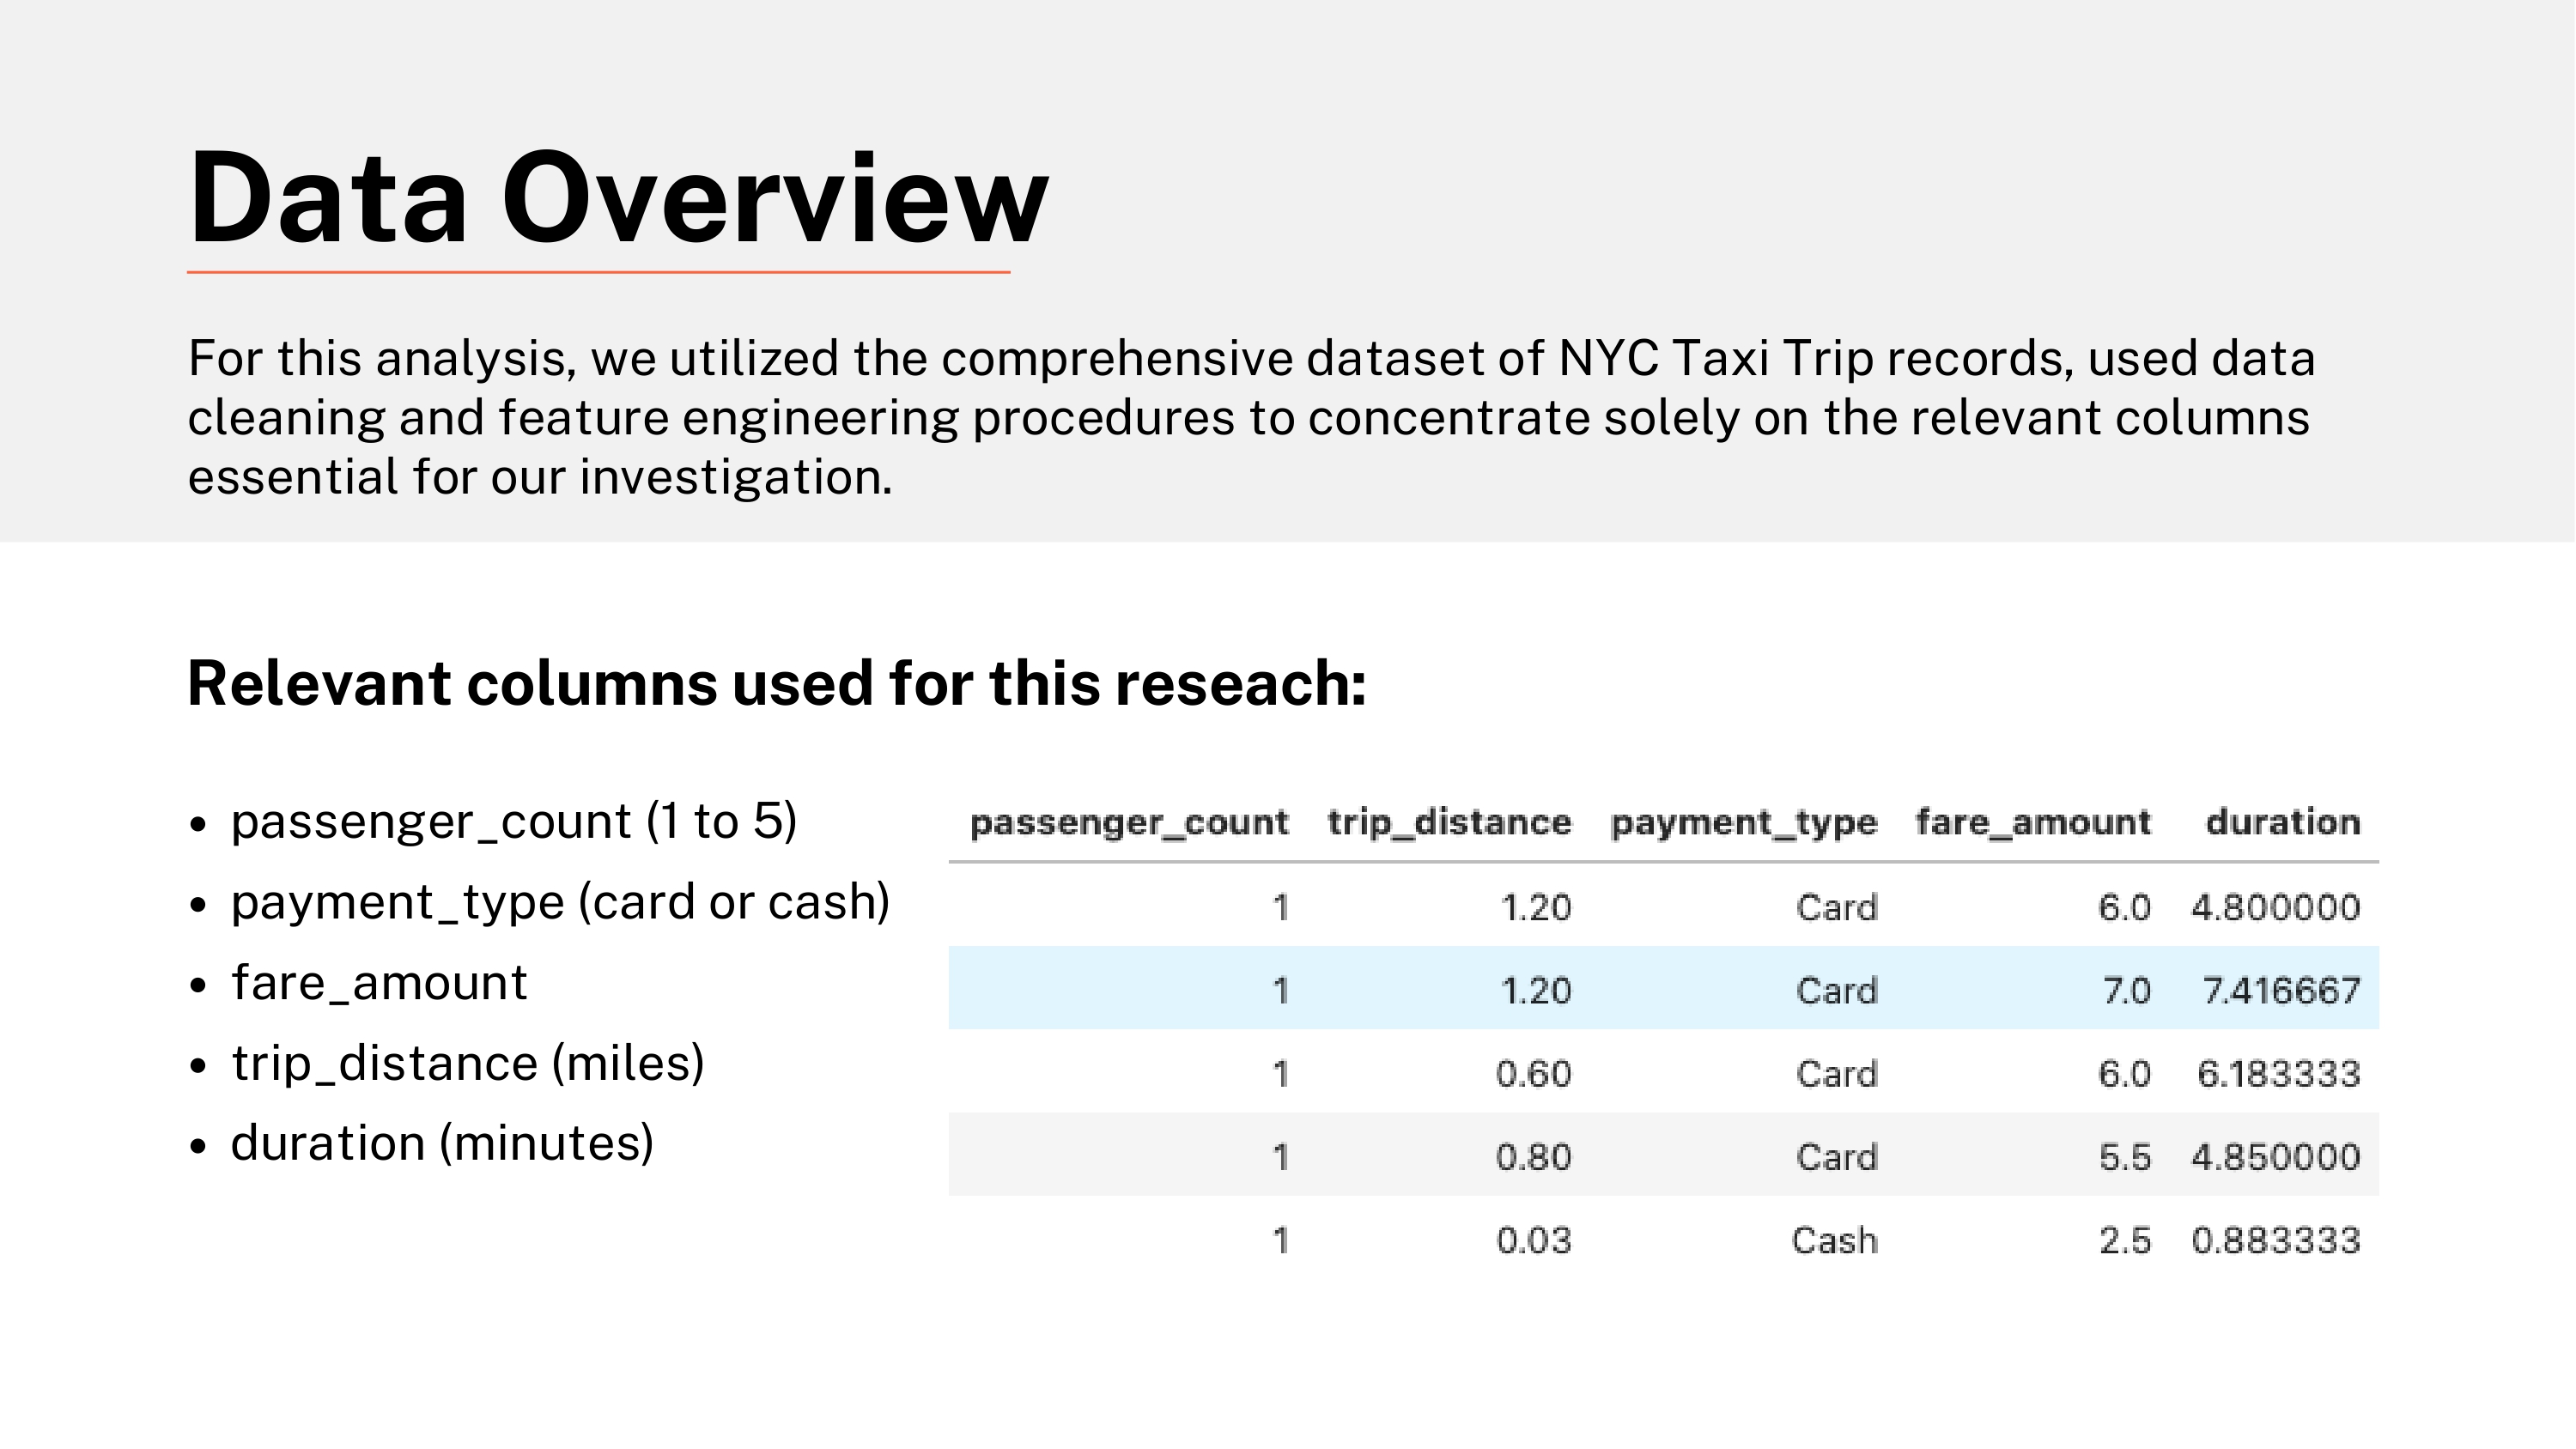 Data Overview
For this analysis, we utilized the comprehensive dataset of NYC Taxi Trip records, used data
cleaning and feature engineering procedures to concentrate solely on the relevant columns
essential for our investigation.
Relevant columns used for this reseach:
• passenger_count (1 to 5)
• payment_type (card or cash)
• fare_amount
• trip_distance (miles)
• duration (minutes)
passenger_count trip_distance payment_type fare_amount duration
1 1.20 Card 6.0 4.800000
1 1.20 Card 7.0 7.416667
1 0.60 Card 6.0 6.183333
1 0.80 Card 5.5 4.850000
1 0.03 Cash 2.5 0.883333